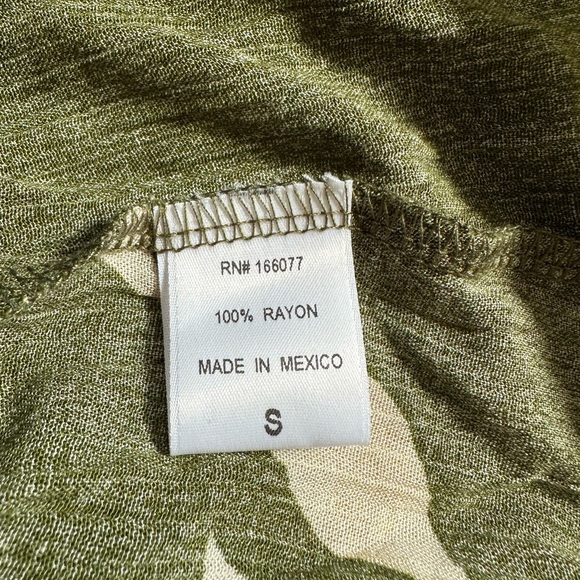 RN# 166077
100% RAYON
MADE IN MEXICO
S